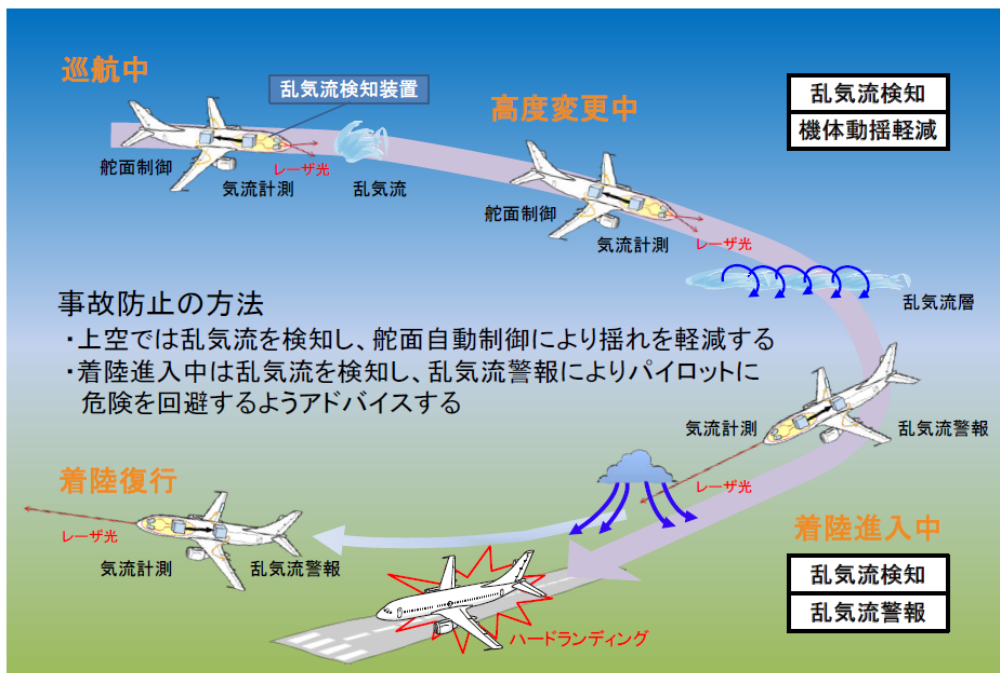 巡航中
乱気流検知装置
舵面制御
気流計測
レーザ光
乱気流
高度変更中
舵面制御
気流計測
レーザ光
乱気流検知
機体動揺軽減
乱気流層
事故防止の方法
・上空では乱気流を検知し、舵面自動制御により揺れを軽減する
・着陸進入中は乱気流を検知し、乱気流警報によりパイロットに
危険を回避するようアドバイスする
気流計測
乱気流警報
レーザ光
着陸復行
レーザ光
気流計測
乱気流警報
着陸進入中
乱気流検知
乱気流警報
ハードランディング